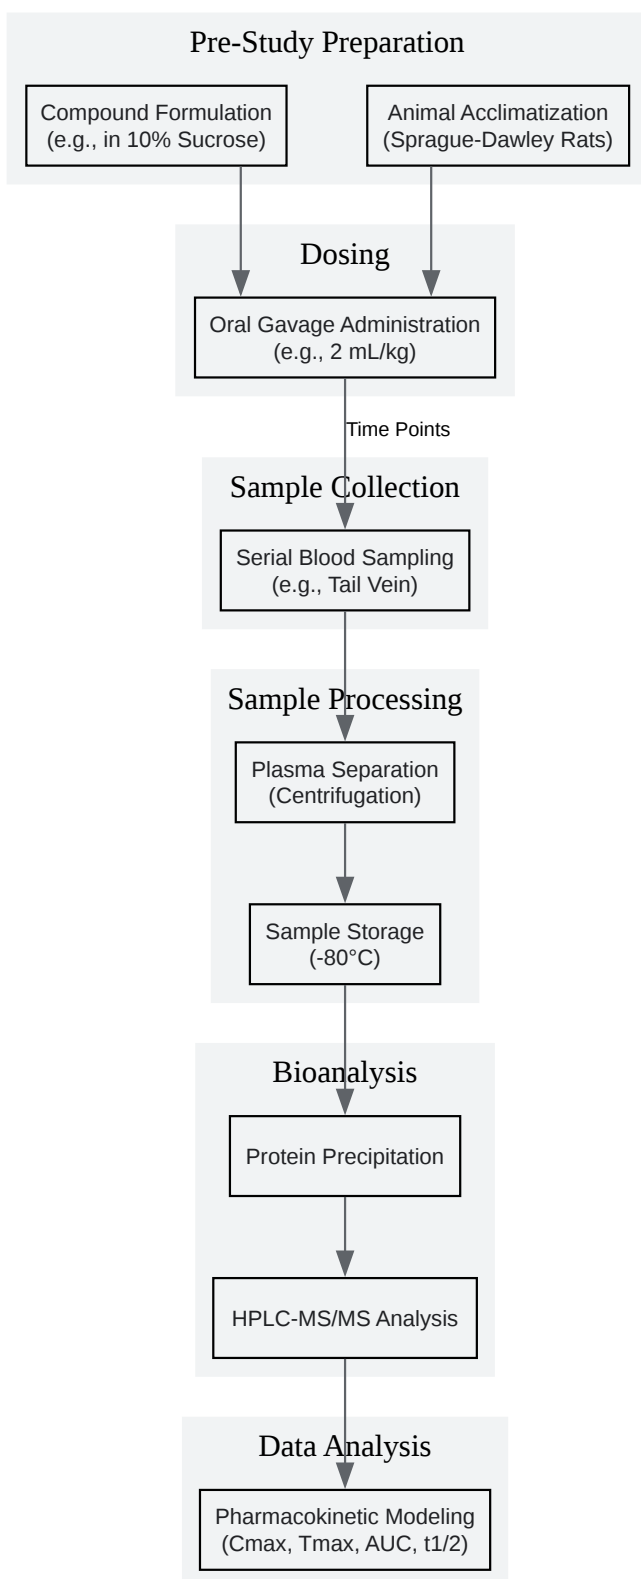 Pre-Study Preparation
Compound Formulation
(e.g., in 10% Sucrose)
Animal Acclimatization
(Sprague-Dawley Rats)
Dosing
Oral Gavage Administration
(e.g., 2 mL/kg)
Time Points
Sample Collection
Serial Blood Sampling
(e.g., Tail Vein)
Sample Processing
Plasma Separation
(Centrifugation)
Sample Storage
(-80°C)
Bioanalysis
Protein Precipitation
HPLC-MS/MS Analysis
Data Analysis
Pharmacokinetic Modeling
(Cmax, Tmax, AUC, t1/2)